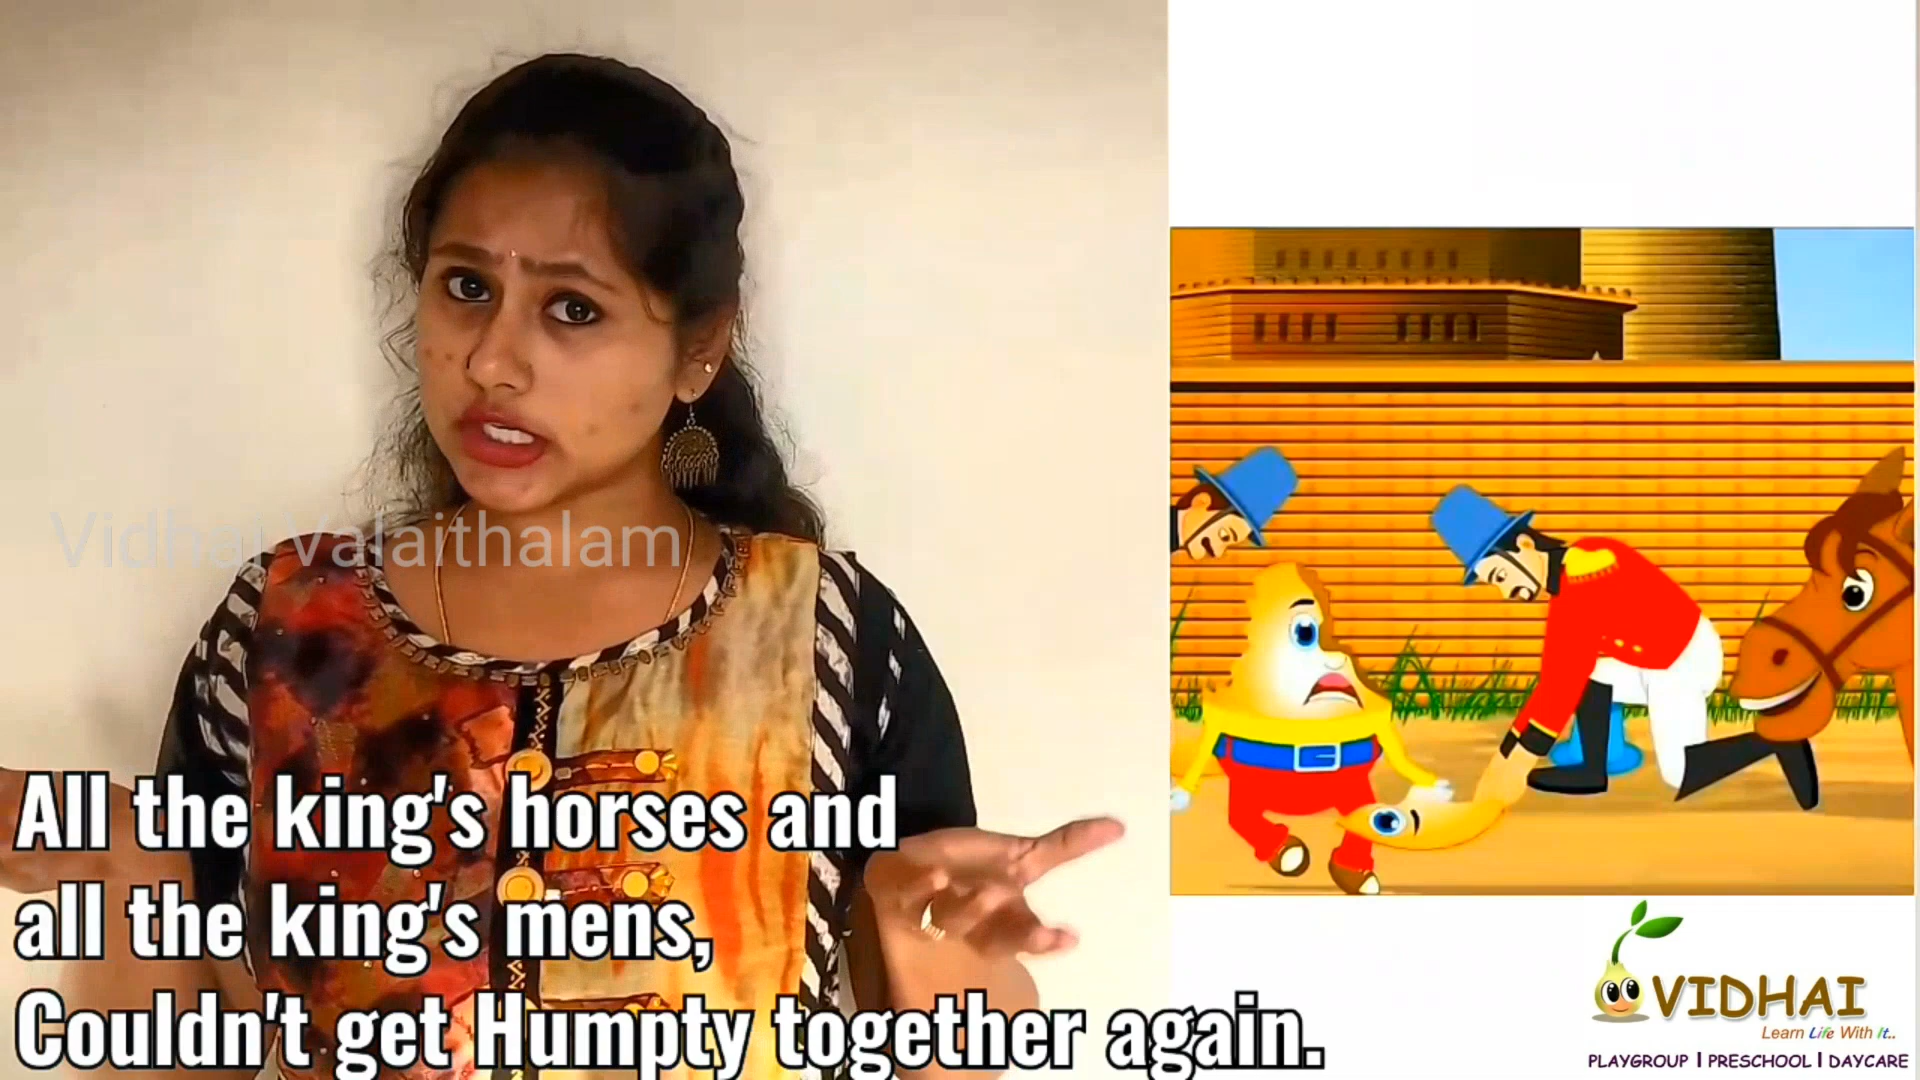 Vidhai Valaithalam
All the king's horses and
all the king's mens,
Couldn't get Humpty together again.
VIDHAI
Learn Life With It..
PLAYGROUP | PRESCHOOL | DAYCARE